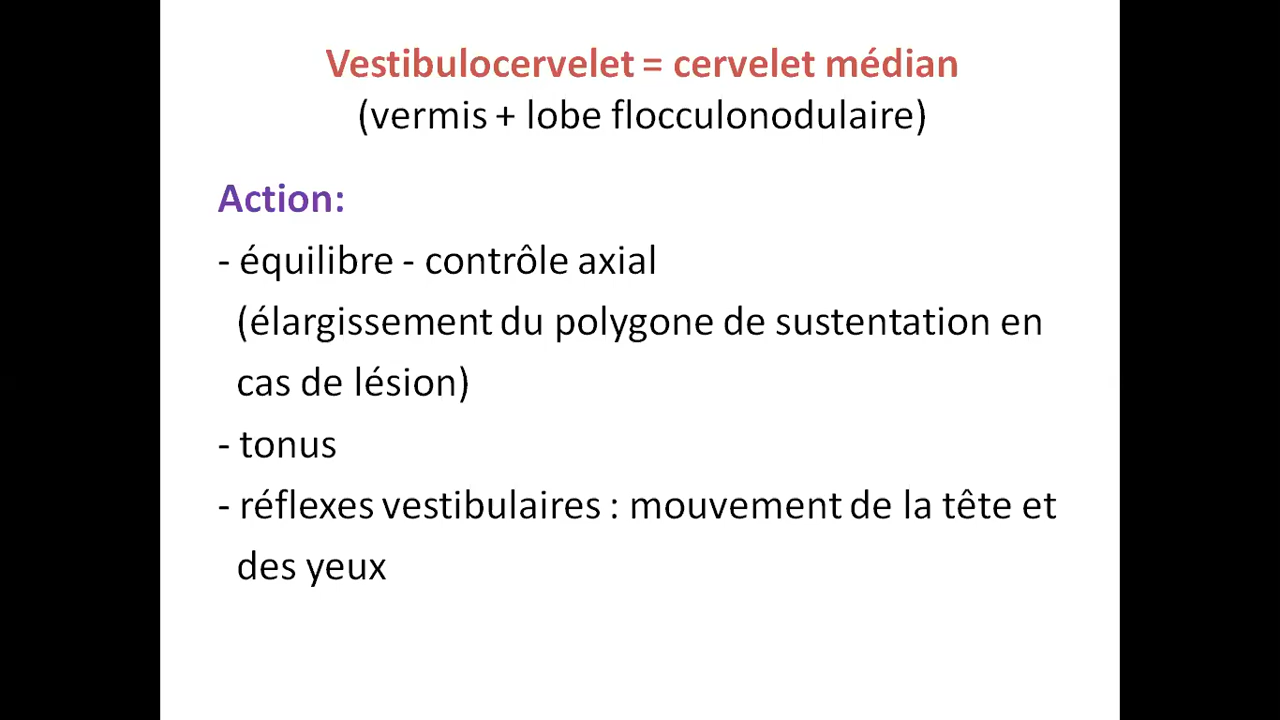 Vestibulocervelet = cervelet médian
(vermis + lobe flocculonodulaire)
Action:
- équilibre - contrôle axial
(élargissement du polygone de sustentation en
cas de lésion)
- tonus
- réflexes vestibulaires : mouvement de la tête et
des yeux